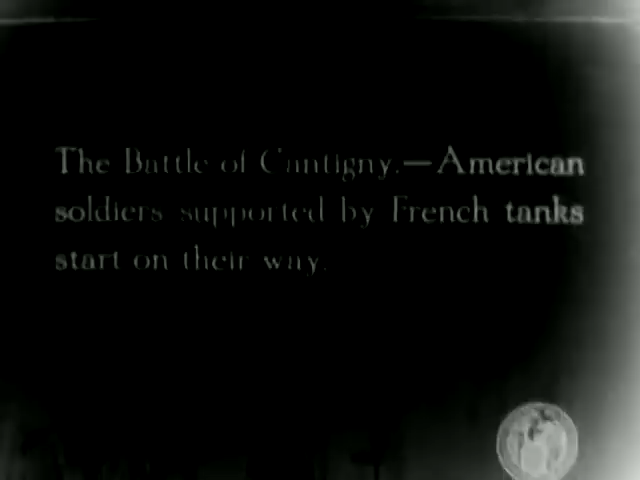 The Battle of Cantigny.—American
soldiers supported by French tanks
start on their way.